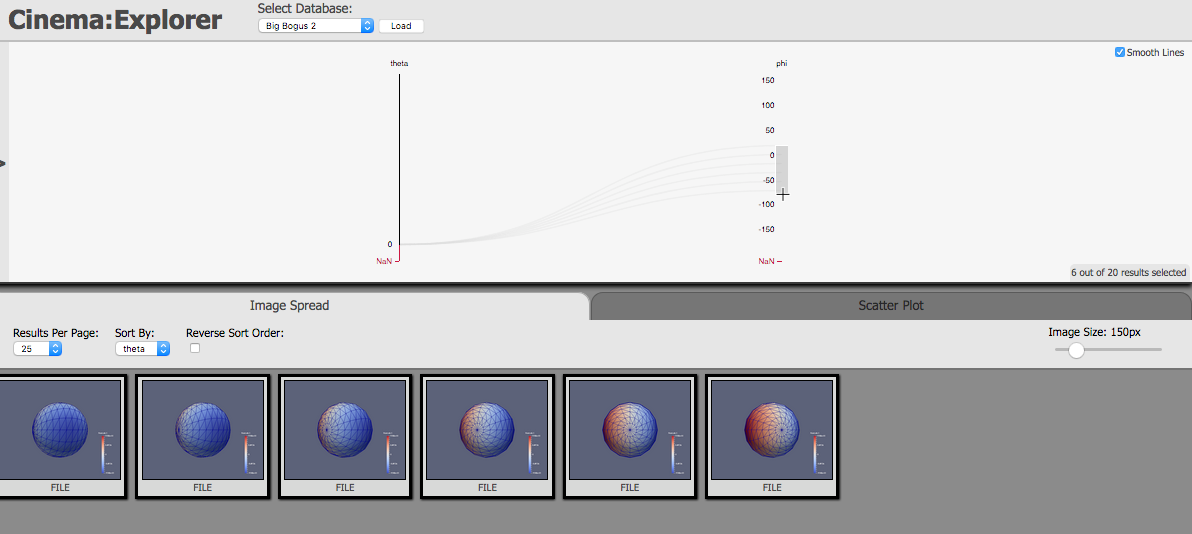 Cinema:Explorer
Select Database:
Big Bogus 2
Load
Smooth Lines
theta
phi
150
100
50
0
-50
-100
-150
NaN
0
NaN
6 out of 20 results selected
Image Spread
Scatter Plot
Results Per Page:
Sort By:
Reverse Sort Order:
Image Size: 150px
25
theta
FILE
FILE
FILE
FILE
FILE
FILE